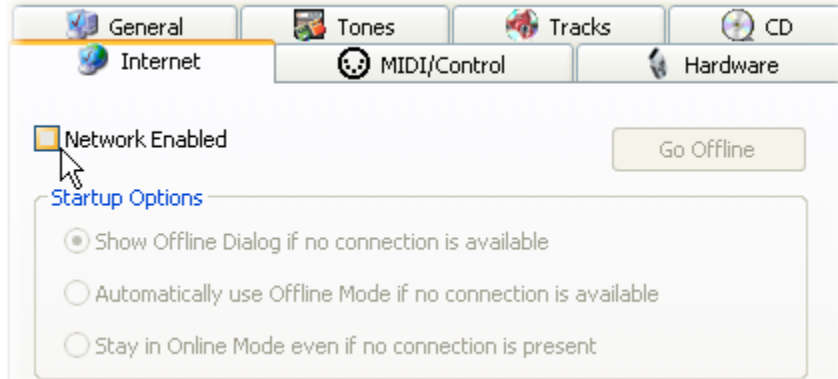 General Tones Tracks CD
Internet MIDI/Control Hardware
Network Enabled Go Offline
Startup Options
Show Offline Dialog if no connection is available
Automatically use Offline Mode if no connection is available
Stay in Online Mode even if no connection is present